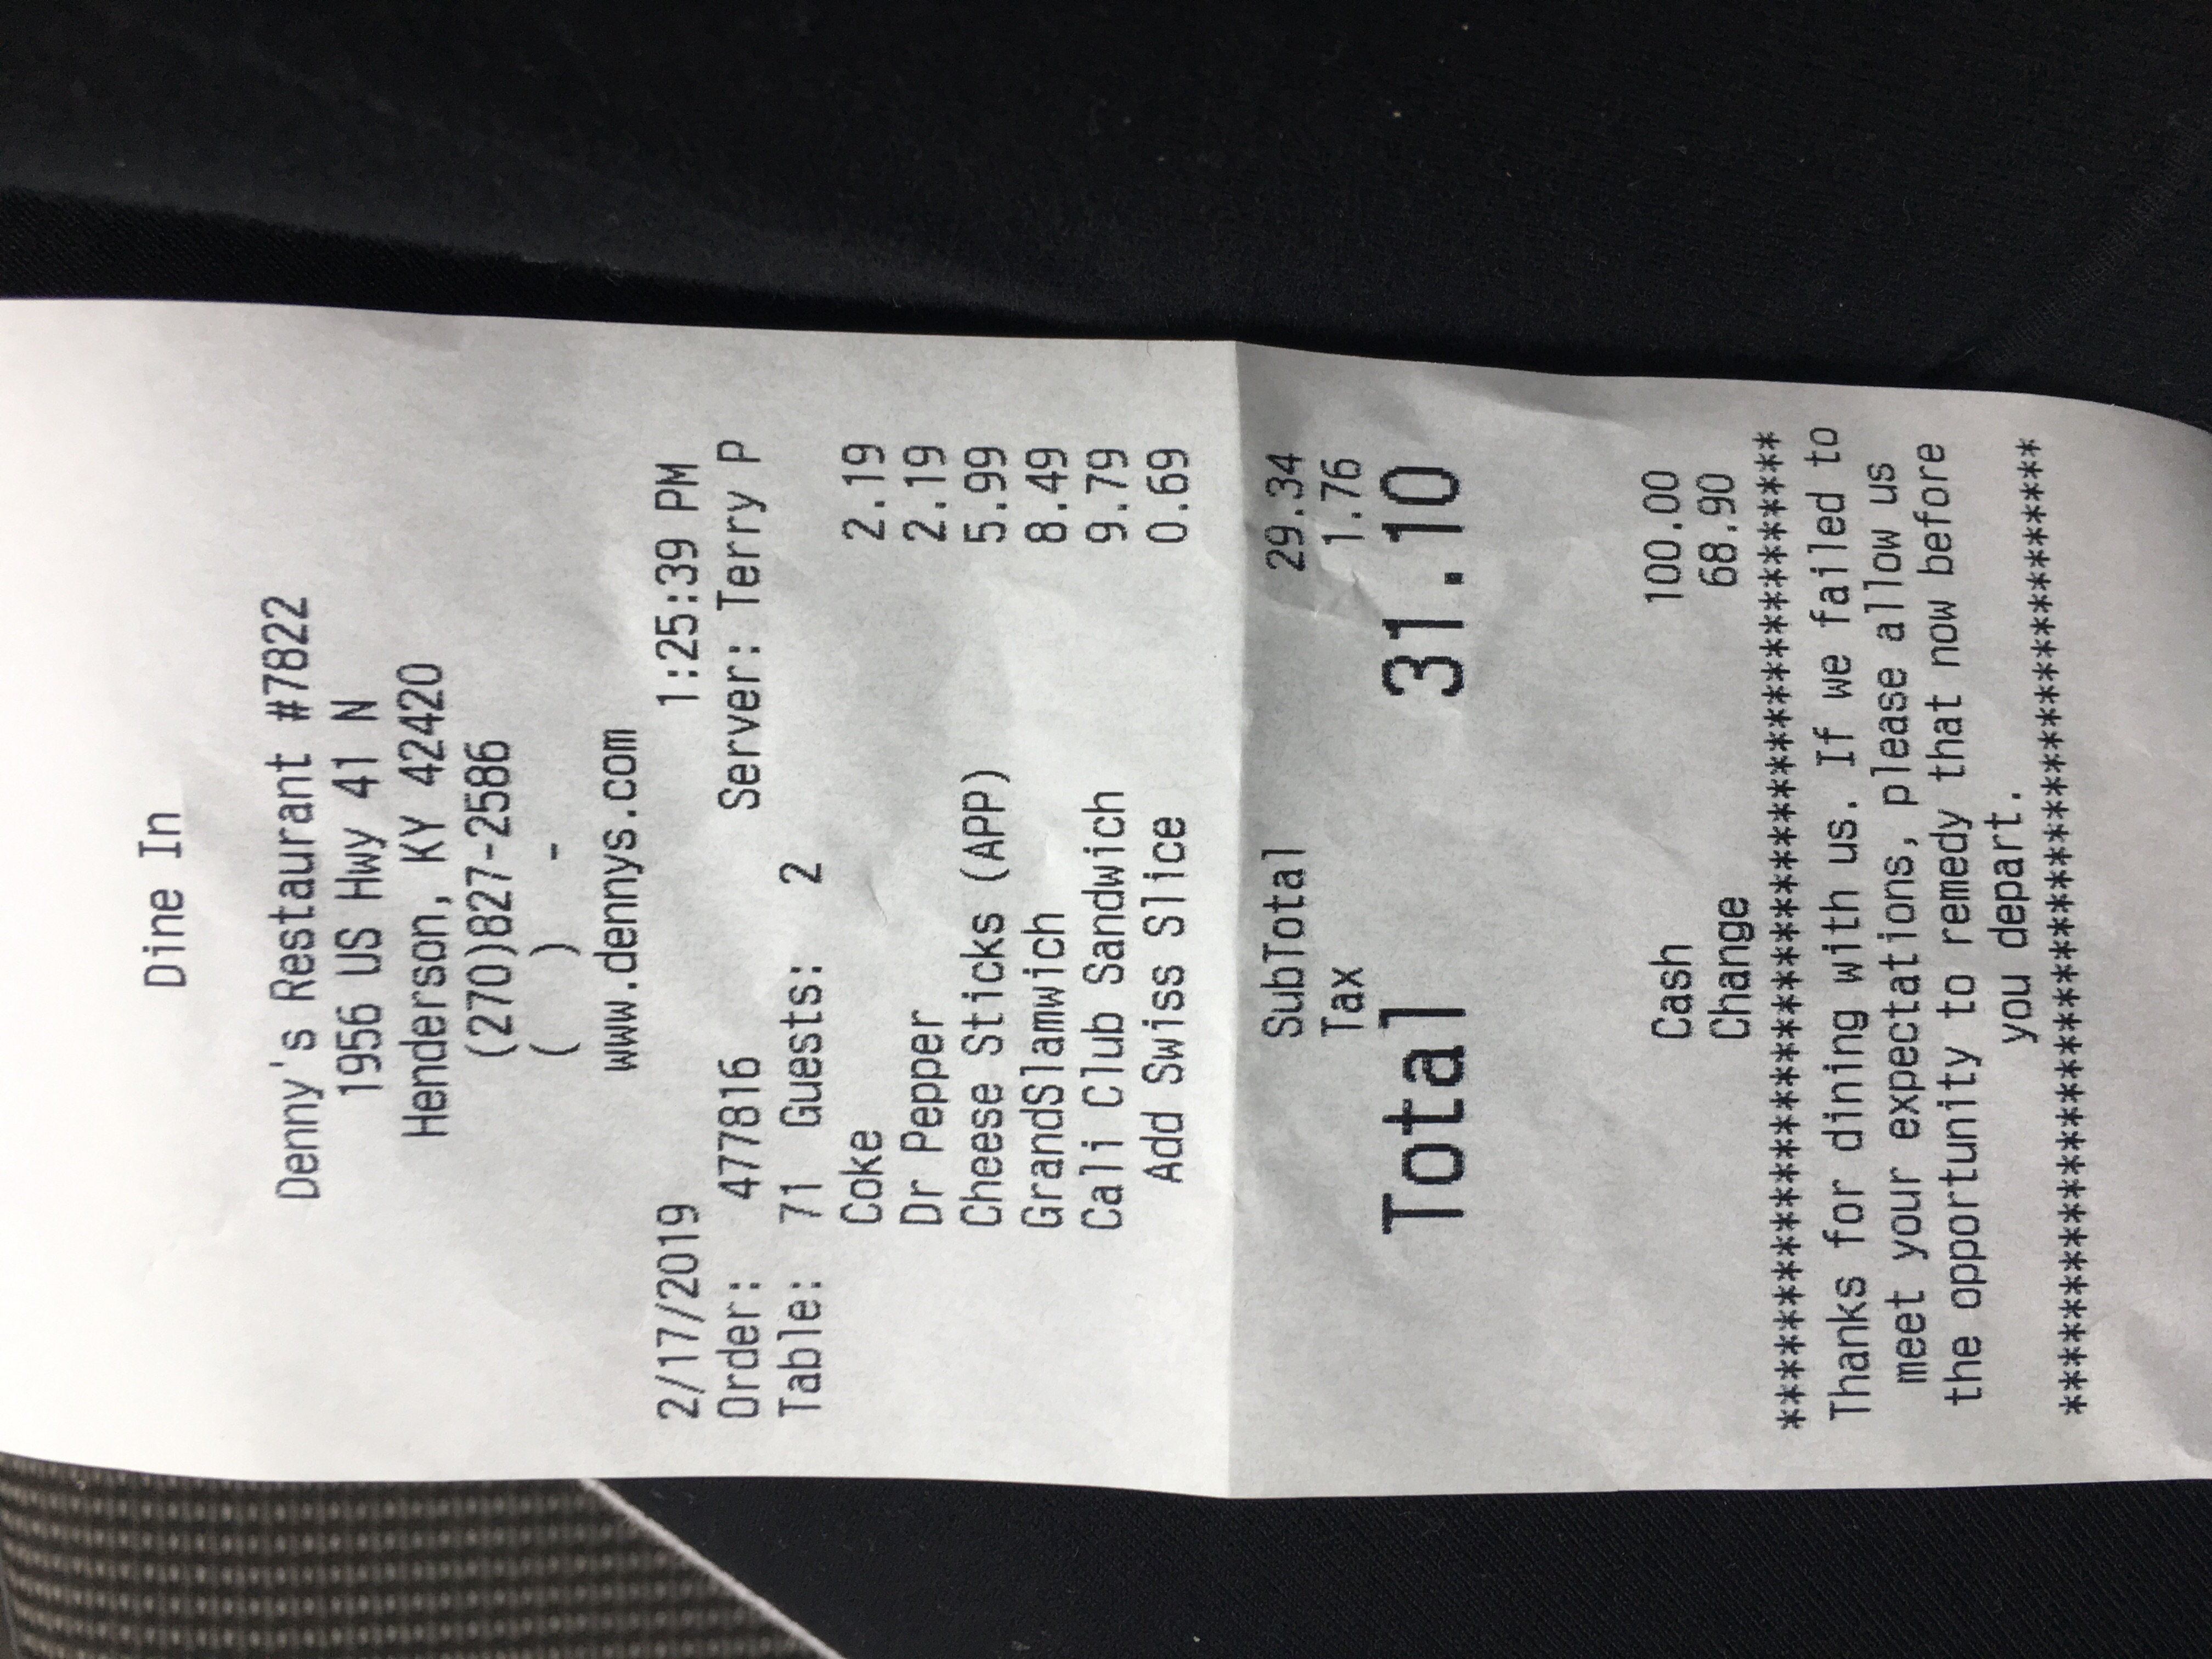 Dine In
Denny's Restaurant #7822
1956 US Hwy 41 N
Henderson, KY 42420
(270)827-2586
(   )   -
www.dennys.com
2/17/2019 1:25:39 PM
Order: 477816 Server: Terry P
Table: 71 Guests: 2
Coke 2.19
Dr Pepper 2.19
Cheese Sticks (APP) 5.99
GrandSlamwich 8.49
Cali Club Sandwich 9.79
Add Swiss Slice 0.69
SubTotal 29.34
Tax 1.76
Total 31.10
Cash 100.00
Change 68.90
****************************************
Thanks for dining with us. If we failed to
meet your expectations, please allow us
the opportunity to remedy that now before
you depart.
****************************************